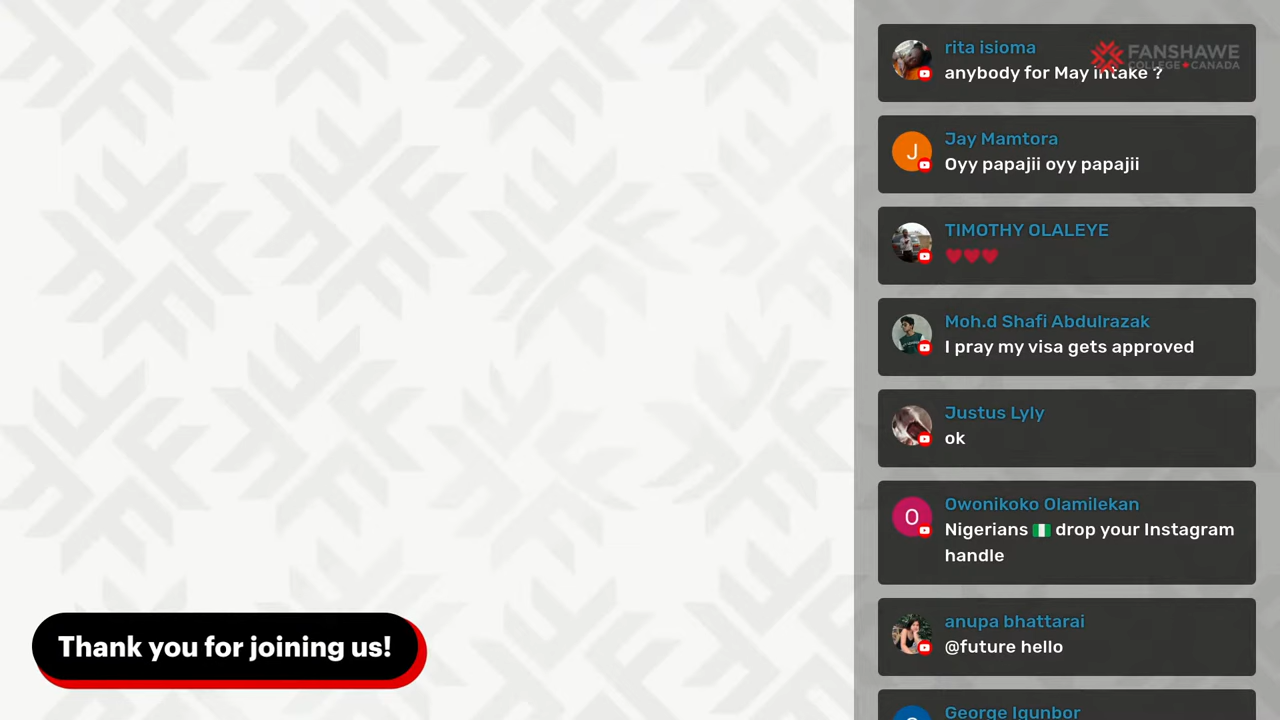 rita isioma
anybody for May intake ?
FANSHAWE
COLLEGE CANADA
J
Jay Mamtora
Oyy papajii oyy papajii
TIMOTHY OLALEYE
❤️❤️❤️
Moh.d Shafi Abdulrazak
I pray my visa gets approved
Justus Lyly
ok
O
Owonikoko Olamilekan
Nigerians 🇳🇬 drop your Instagram
handle
anupa bhattarai
@future hello
George Igunbor
Thank you for joining us!